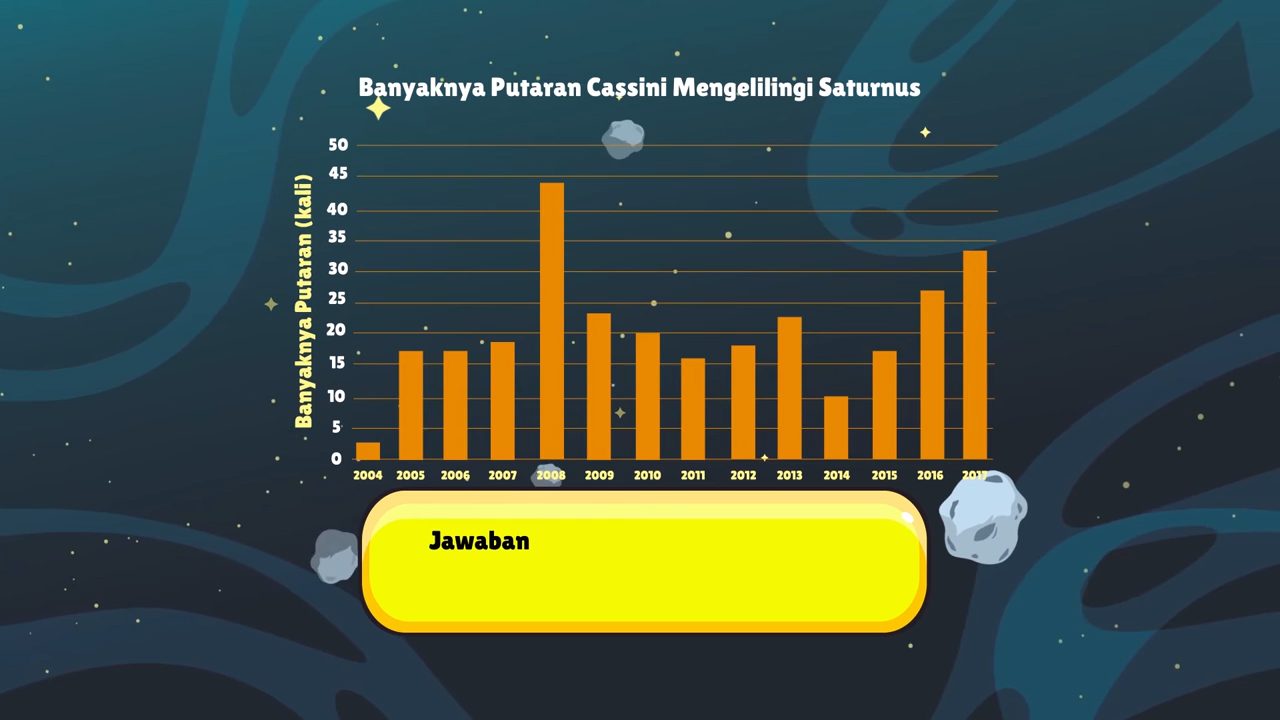 Banyaknya Putaran Cassini Mengelilingi Saturnus
Banyaknya Putaran (kali)
50
45
40
35
30
25
20
15
10
5
0
2004 2005 2006 2007 2008 2009 2010 2011 2012 2013 2014 2015 2016 2017
Jawaban